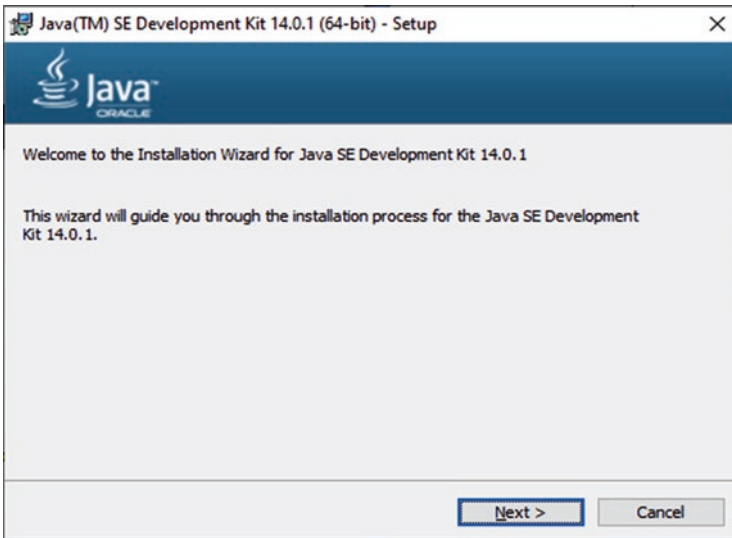 Java(TM) SE Development Kit 14.0.1 (64-bit) - Setup
Java™
ORACLE
Welcome to the Installation Wizard for Java SE Development Kit 14.0.1
This wizard will guide you through the installation process for the Java SE Development
Kit 14.0.1.
Next >
Cancel